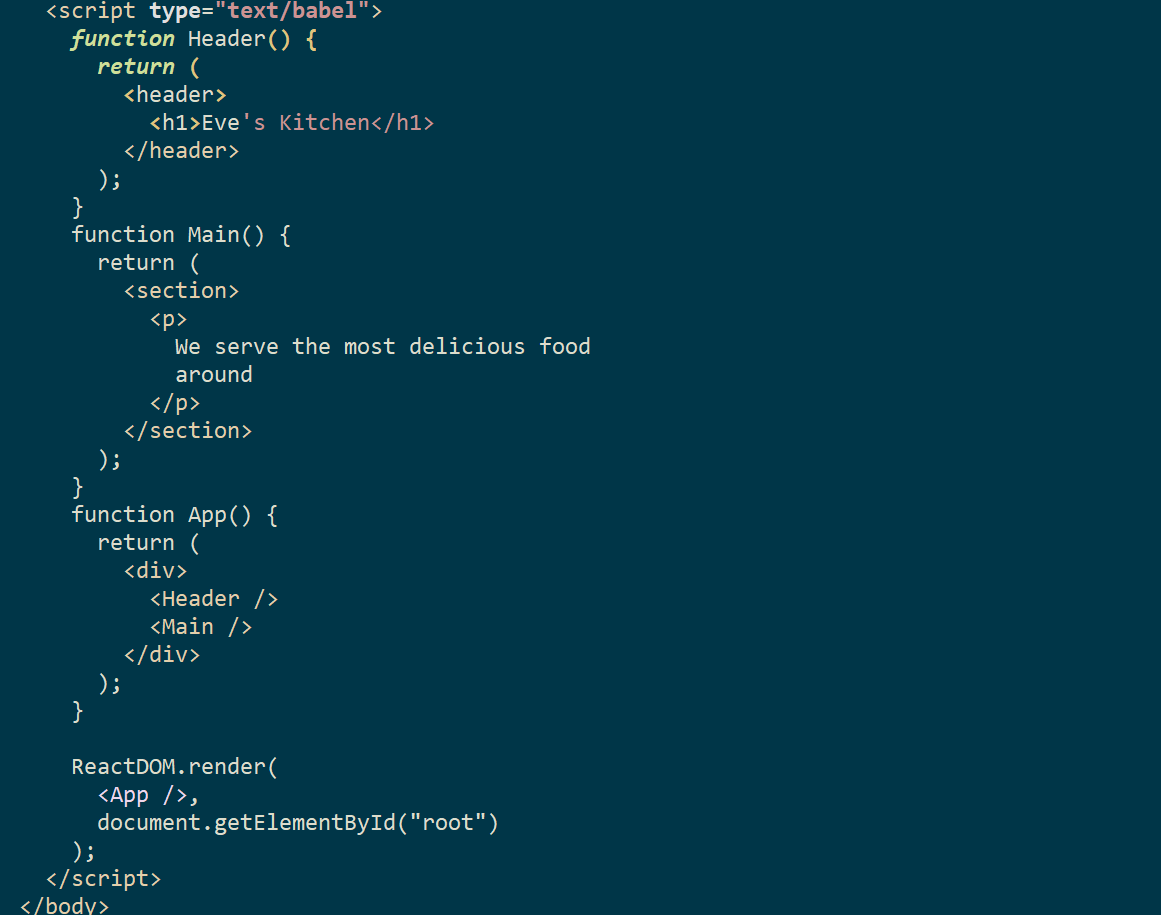 <script type="text/babel">
function Header() {
return (
<header>
<h1>Eve's Kitchen</h1>
</header>
);
}
function Main() {
return (
<section>
<p>
We serve the most delicious food
around
</p>
</section>
);
}
function App() {
return (
<div>
<Header />
<Main />
</div>
);
}
ReactDOM.render(
<App />,
document.getElementById("root")
);
</script>
</body>